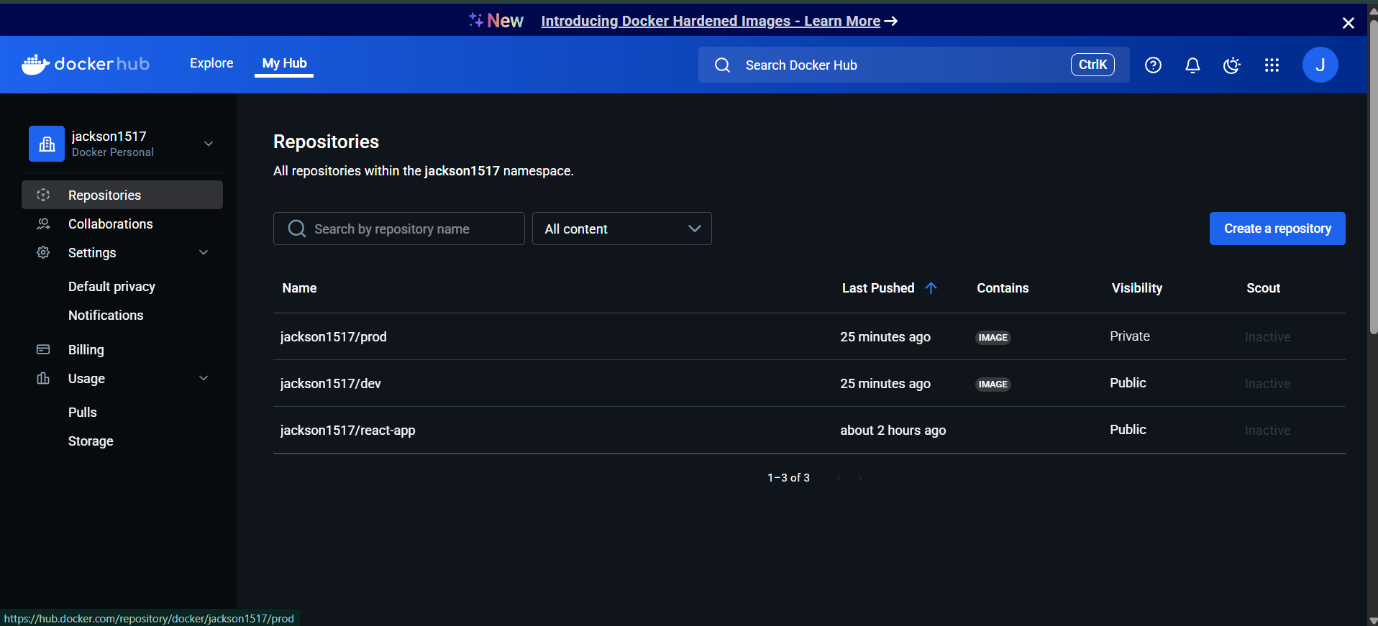 New Introducing Docker Hardened Images - Learn More →
dockerhub Explore My Hub Search Docker Hub CtrlK J
jackson1517
Docker Personal
Repositories
Collaborations
Settings
Default privacy
Notifications
Billing
Usage
Pulls
Storage
Repositories
All repositories within the jackson1517 namespace.
Search by repository name All content Create a repository
Name Last Pushed Contains Visibility Scout
jackson1517/prod 25 minutes ago IMAGE Private Inactive
jackson1517/dev 25 minutes ago IMAGE Public Inactive
jackson1517/react-app about 2 hours ago Public Inactive
1–3 of 3
https://hub.docker.com/repository/docker/jackson1517/prod